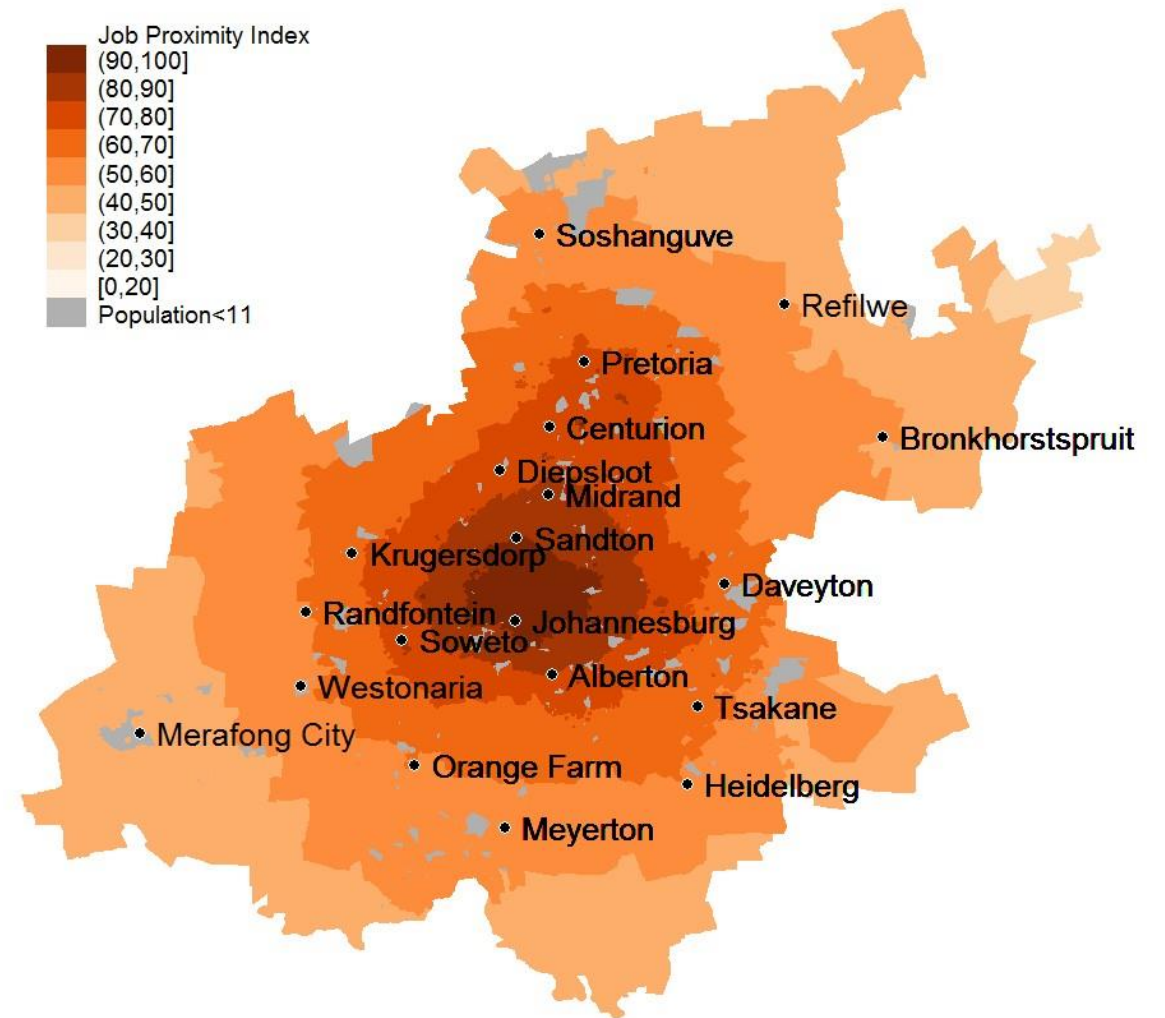 Job Proximity Index
(90,100]
(80,90]
(70,80]
(60,70]
(50,60]
(40,50]
(30,40]
(20,30]
[0,20]
Population<11
Soshanguve
Refilwe
Pretoria
Centurion
Bronkhorstspruit
Diepsloot
Midrand
Sandton
Krugersdorp
Daveyton
Randfontein
Johannesburg
Soweto
Alberton
Westonaria
Tsakane
Merafong City
Orange Farm
Heidelberg
Meyerton